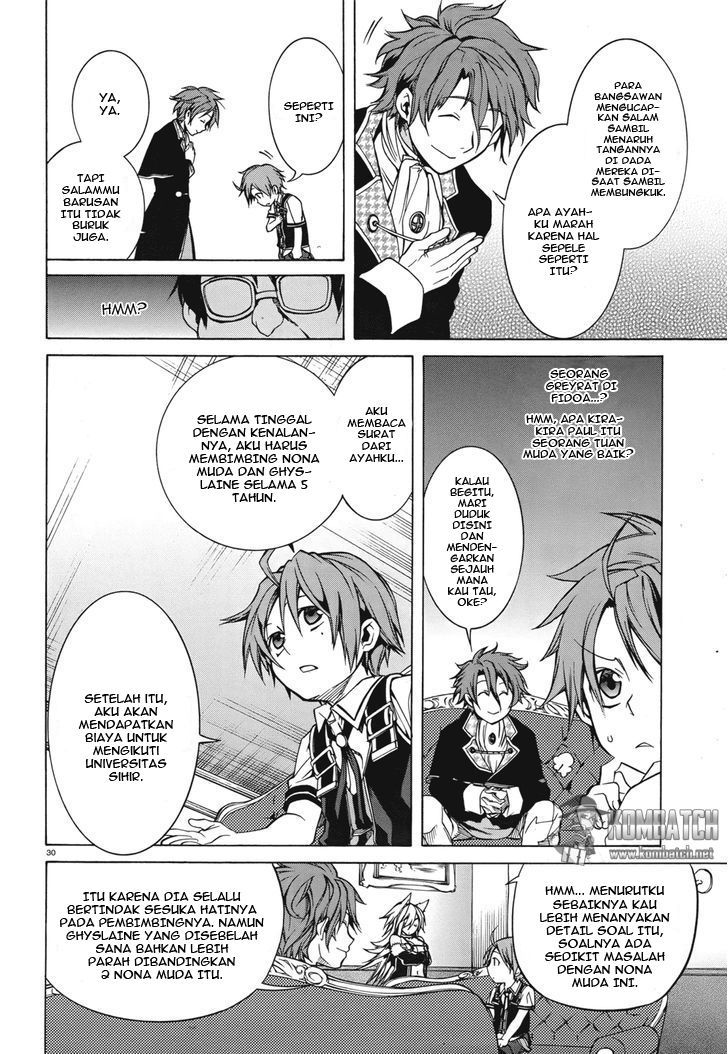 PARA
BANGSAWAN
MENGUCAP-
KAN SALAM
SAMBIL
MENARUH
TANGANNYA
DI DADA
MEREKA DI-
SAAT SAMBIL
MEMBUNGKUK.
APA AYAH-
KU MARAH
KARENA HAL
SEPELE
SEPERTI
ITU?
SEPERTI
INI?
YA,
YA.
TAPI
SALAMMU
BARUSAN
ITU TIDAK
BURUK
JUGA.
HMM?
SEORANG
GREYRAT DI
FIDOA...?
HMM, APA KIRA-
KIRA PAUL ITU
SEORANG TUAN
MUDA YANG BAIK?
KALAU
BEGITU,
MARI
DUDUK
DISINI
DAN
MENDEN-
GARKAN
SEJAUH
MANA
KAU TAU,
OKE?
AKU
MEMBACA
SURAT
DARI
AYAHKU...
SELAMA TINGGAL
DENGAN KENALAN-
NYA, AKU HARUS
MEMBIMBING NONA
MUDA DAN GHYS-
LAINE SELAMA 5
TAHUN.
SETELAH ITU,
AKU AKAN
MENDAPATKAN
BIAYA UNTUK
MENGIKUTI
UNIVERSITAS
SIHIR.
KOMBATCH
www.kombatch.net
30
HMM... MENURUTKU
SEBAIKNYA KAU
LEBIH MENANYAKAN
DETAIL SOAL ITU,
SOALNYA ADA
SEDIKIT MASALAH
DENGAN NONA
MUDA INI.
ITU KARENA DIA SELALU
BERTINDAK SESUKA HATINYA
PADA PEMBIMBINGNYA. NAMUN
GHYSLAINE YANG DISEBELAH
SANA BAHKAN LEBIH
PARAH DIBANDINGKAN
2 NONA MUDA ITU.